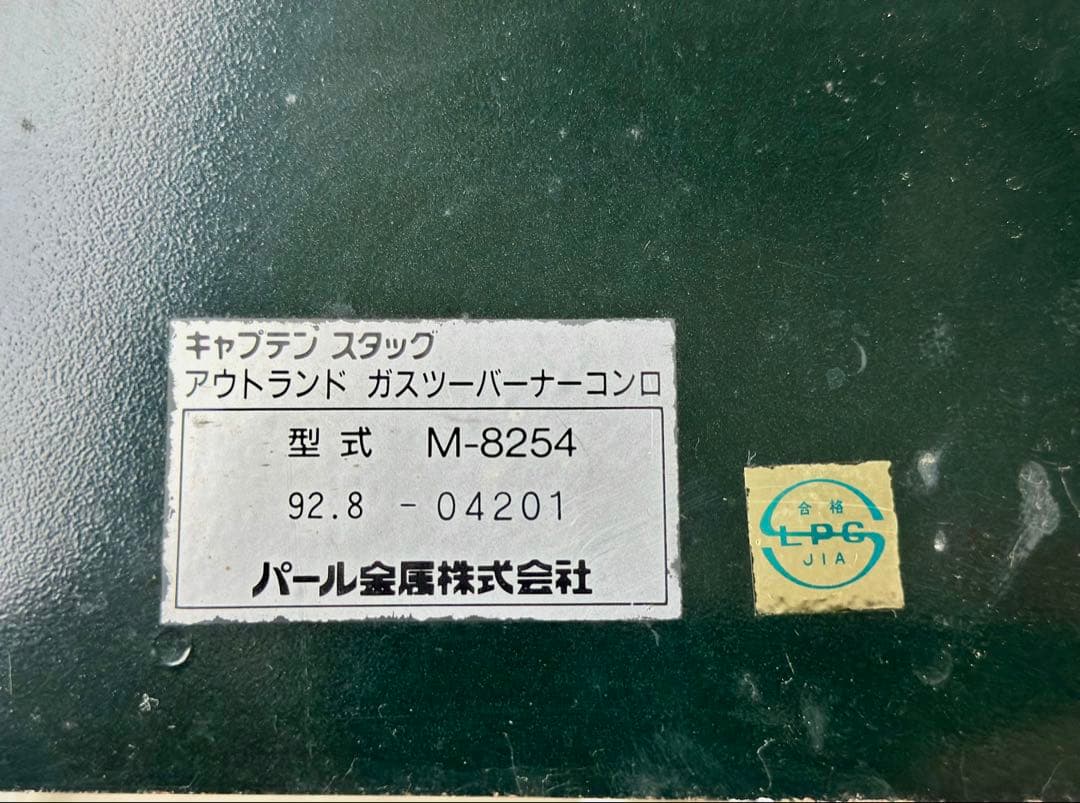 キャプテン スタッグ
アウトランド ガスツーバーナーコンロ
型式 M-8254
92.8 - 04201
パール金属株式会社
合格
LPG
JIA